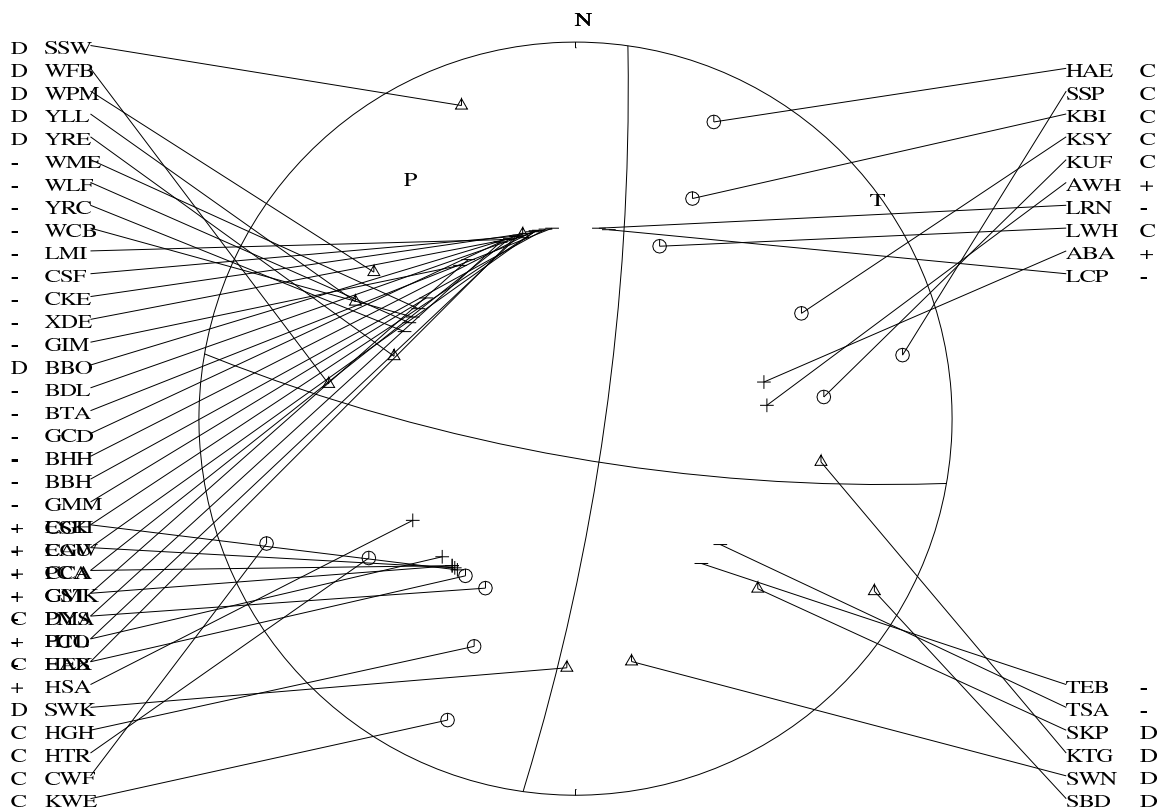 N
D SSW
D WFB
D WPM
D YLL
D YRE
- WME
- WLF
- YRC
- WCB
- LMI
- CSF
- CKE
- XDE
- GIM
D BBO
- BDL
- BTA
- GCD
- BHH
- BBH
- GMM
+ HSA
D SWK
C HGH
C HTR
C CWF
C KWE
P
T
HAE C
SSP C
KBI C
KSY C
KUF C
AWH +
LRN -
LWH C
ABA +
LCP -
TEB -
TSA -
SKP D
KTG D
SWN D
SBD D